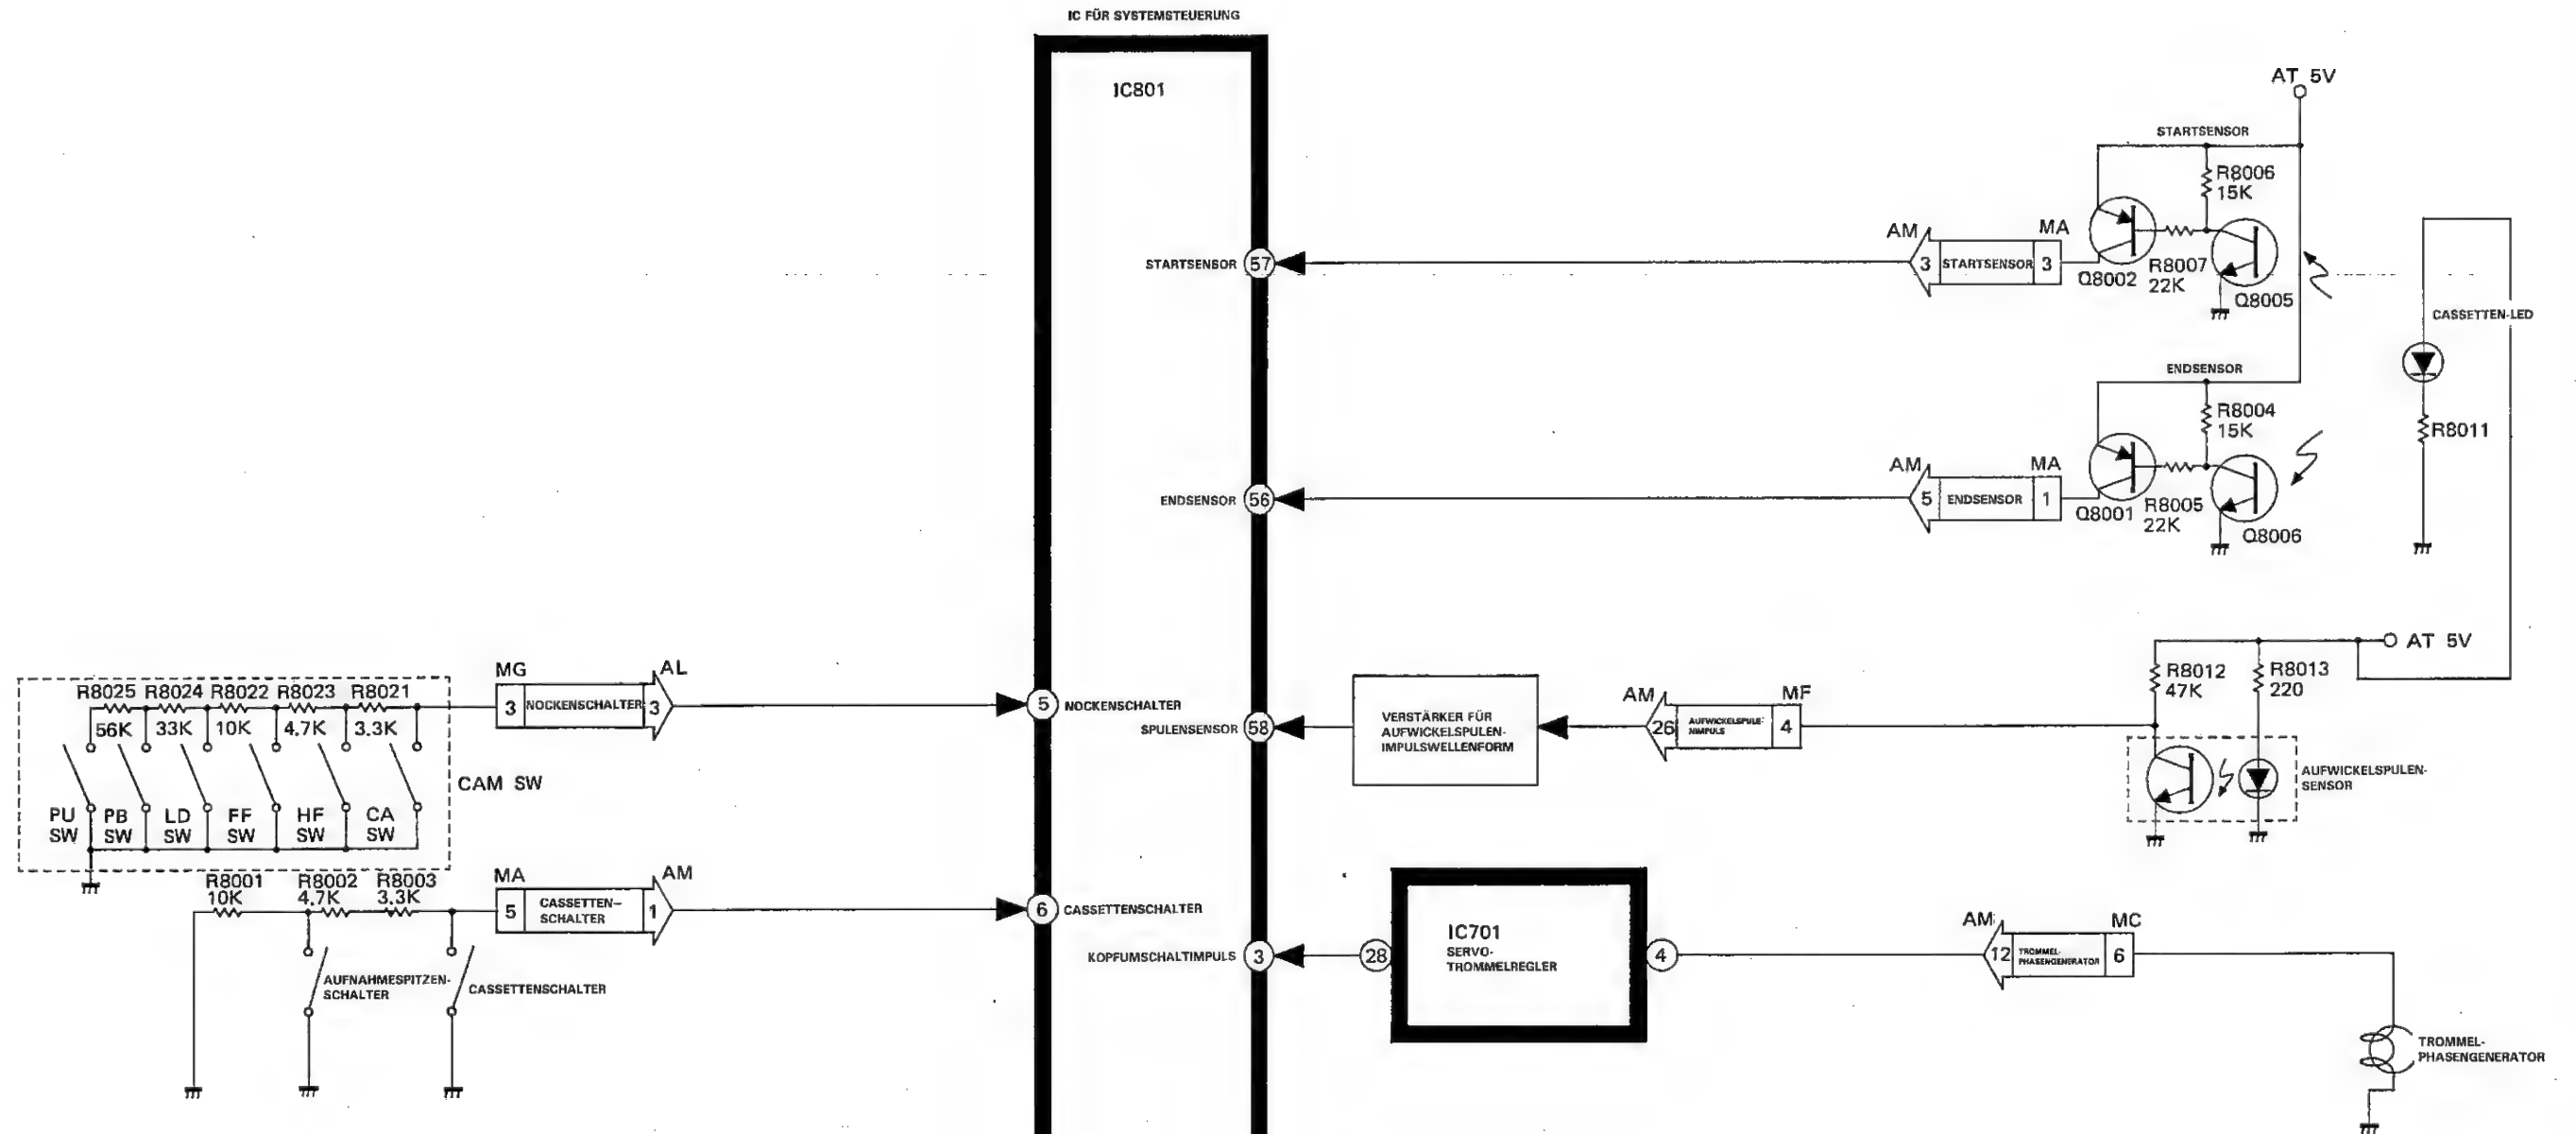 IC FÜR SYSTEMSTEUERUNG
IC801
AT 5V
STARTSENSOR
R8006
15K
AM
MA
STARTSENSOR 57
3 STARTSENSOR 3
Q8002
R8007
22K
Q8005
CASSETTEN-LED
ENDSENSOR
R8004
15K
R8011
AM
MA
ENDSENSOR 56
5 ENDSENSOR 1
Q8001
R8005
22K
Q8006
AT 5V
R8012
47K
R8013
220
MG
AL
R8025 R8024 R8022 R8023 R8021
56K 33K 10K 4.7K 3.3K
3 NOCKENSCHALTER 3
5 NOCKENSCHALTER
SPULENSENSOR 58
VERSTÄRKER FÜR
AUFWICKELSPULEN-
IMPULSWELLENFORM
AM
MF
26 AUFWICKELSPULE-
NIMPULS 4
AUFWICKELSPULEN-
SENSOR
CAM SW
PU
SW
PB
SW
LD
SW
FF
SW
HF
SW
CA
SW
R8001
10K
R8002
4.7K
R8003
3.3K
MA
AM
5 CASSETTEN-
SCHALTER 1
6 CASSETTENSCHALTER
KOPFUMSCHALTIMPULS 3
28
IC701
SERVO-
TROMMELREGLER
4
AM
MC
12 TROMMEL-
PHASENGENERATOR 6
AUFNAHMESPITZEN-
SCHALTER
CASSETTENSCHALTER
TROMMEL-
PHASENGENERATOR